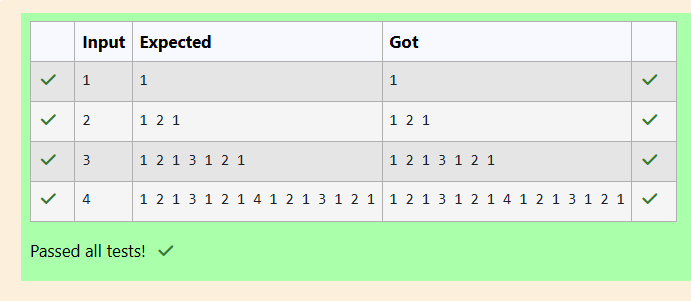 Input Expected Got
1 1 1
2 1 2 1 1 2 1
3 1 2 1 3 1 2 1 1 2 1 3 1 2 1
4 1 2 1 3 1 2 1 4 1 2 1 3 1 2 1 1 2 1 3 1 2 1 4 1 2 1 3 1 2 1
Passed all tests!